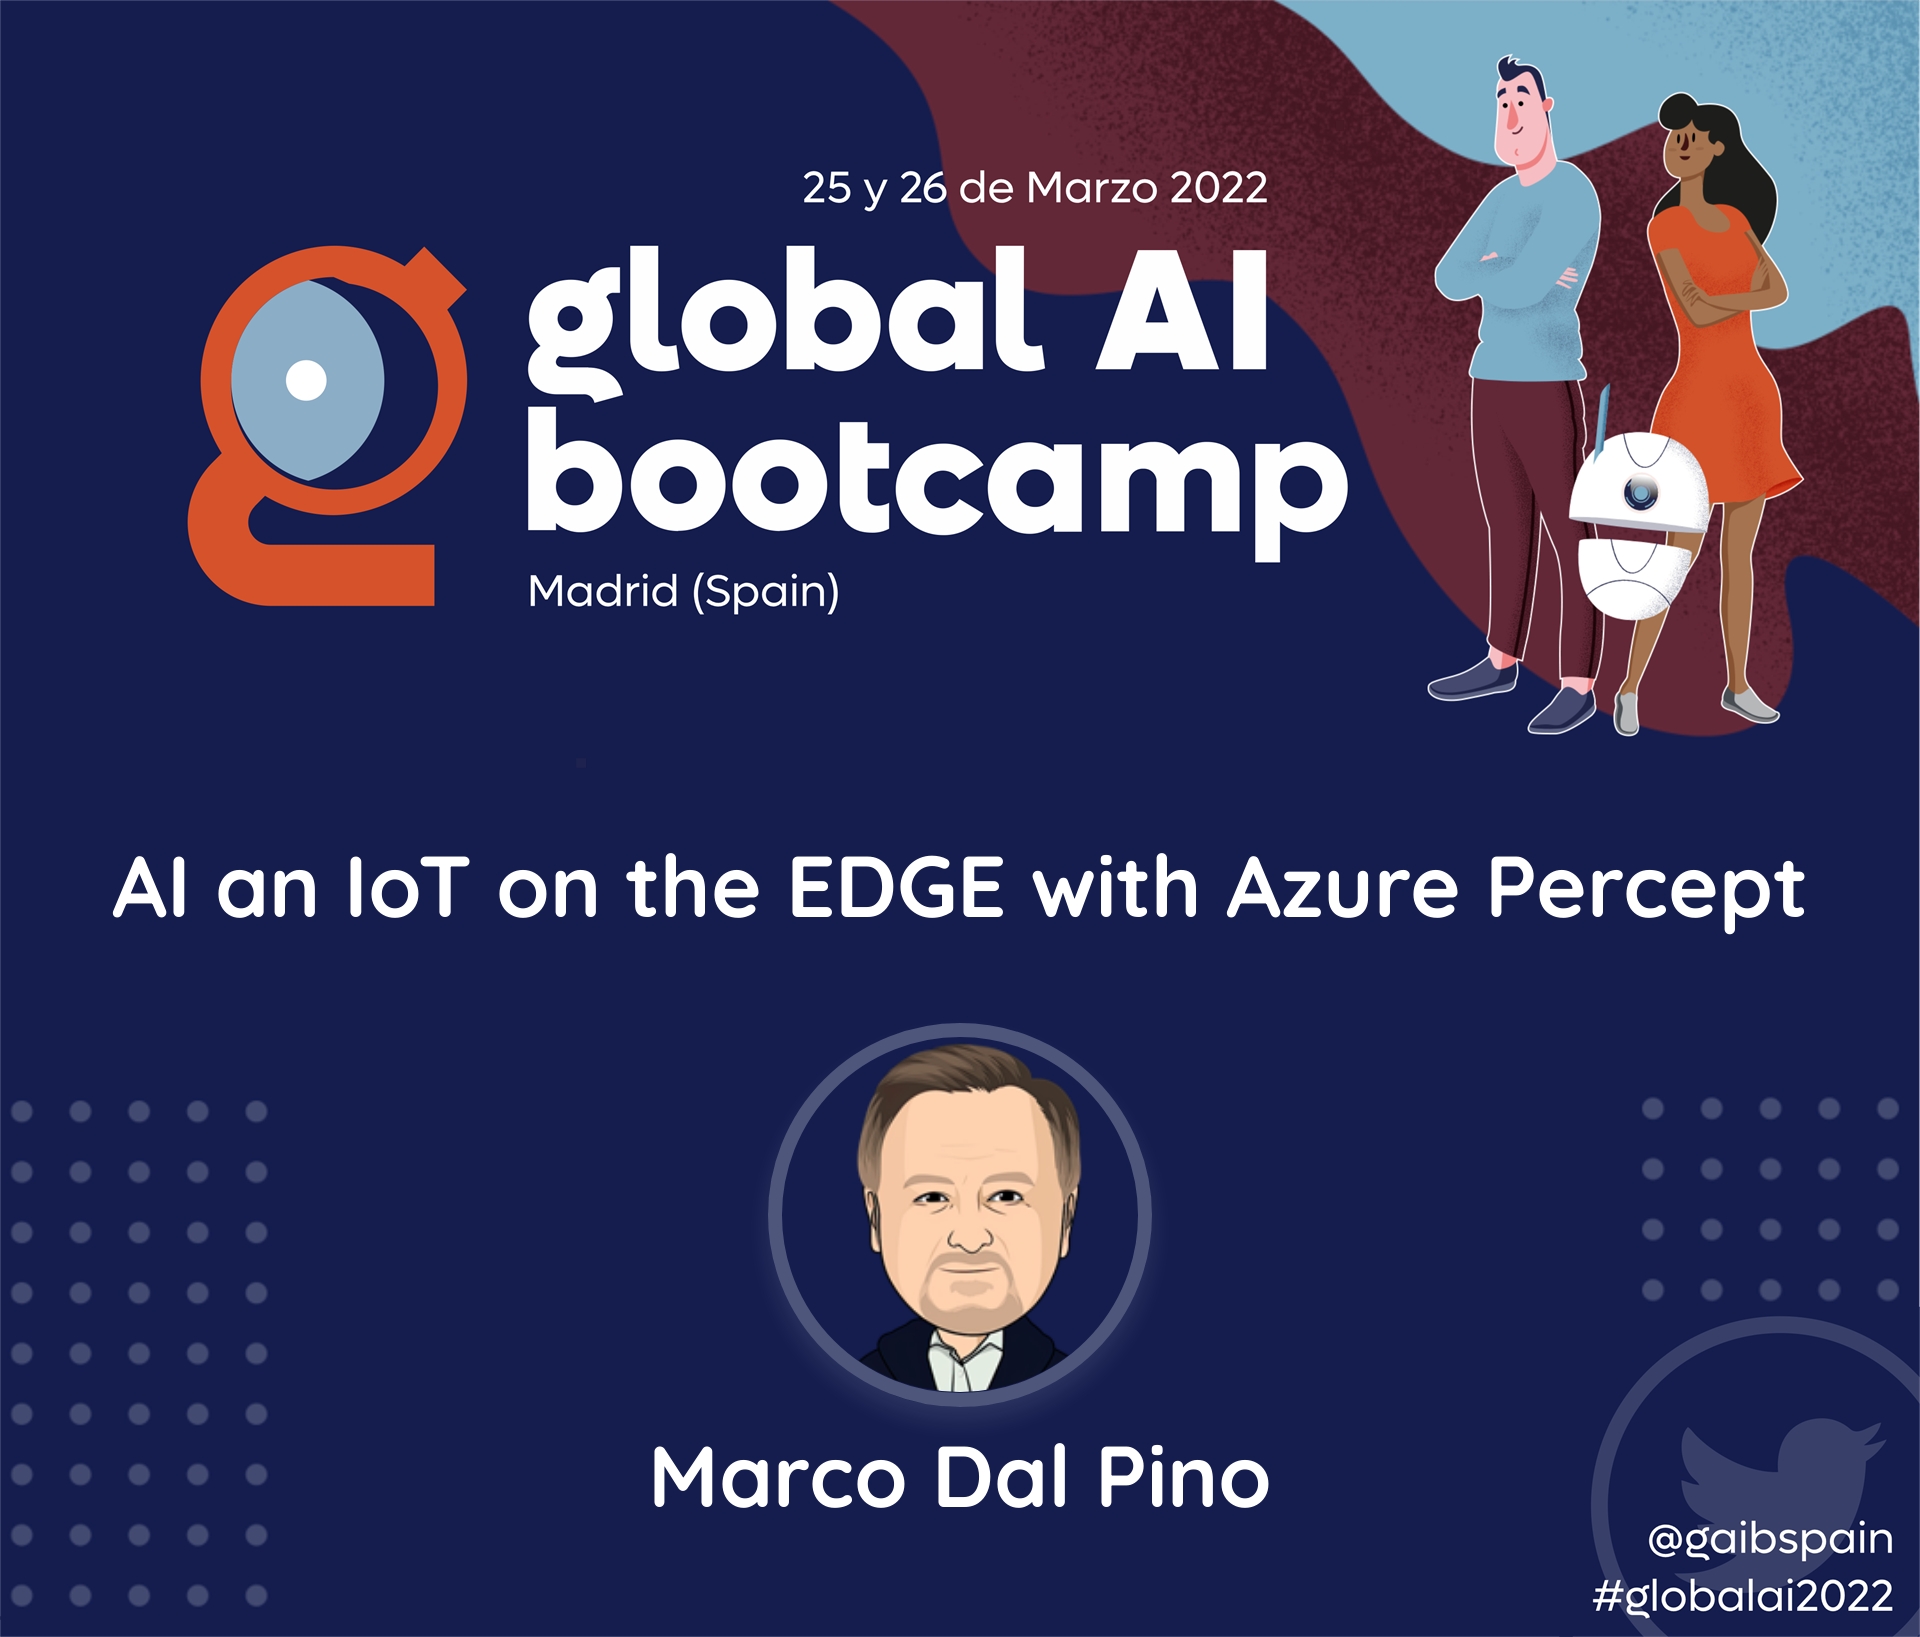 25 y 26 de Marzo 2022
global AI
bootcamp
Madrid (Spain)
AI an IoT on the EDGE with Azure Percept
Marco Dal Pino
@gaibspain
#globalai2022